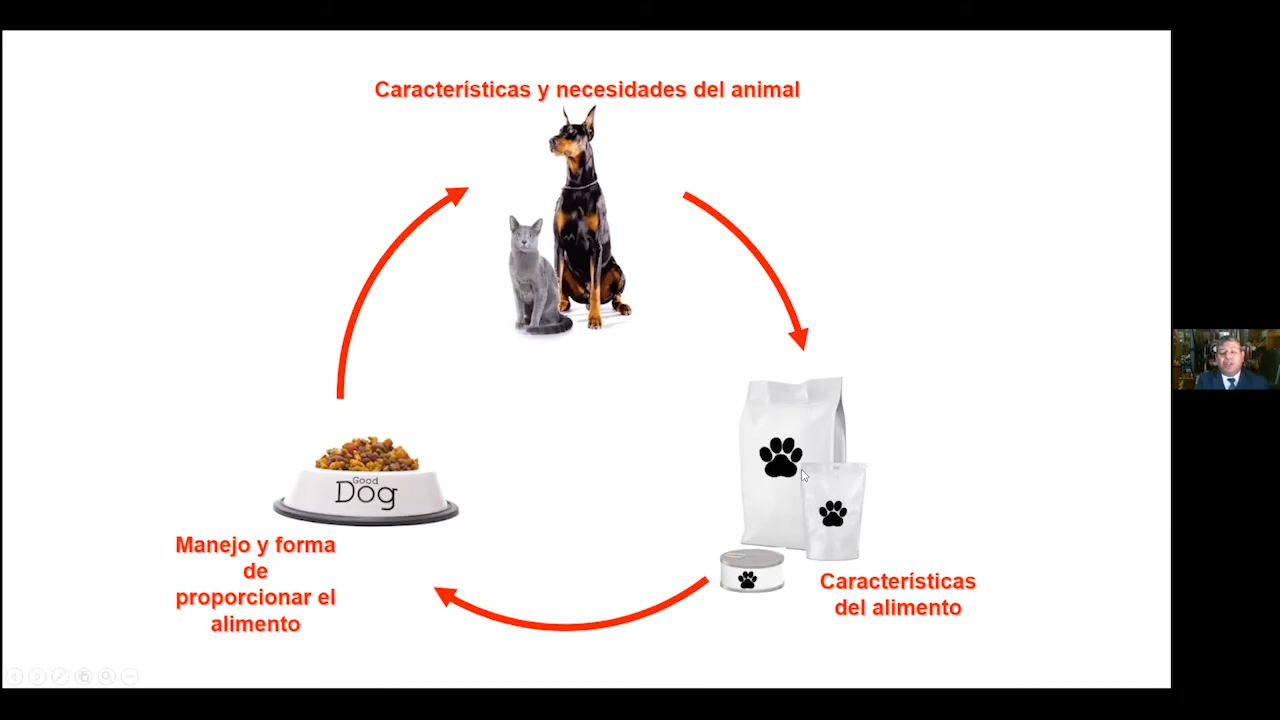 Características y necesidades del animal
Good
Dog
Manejo y forma
de
proporcionar el
alimento
Características
del alimento